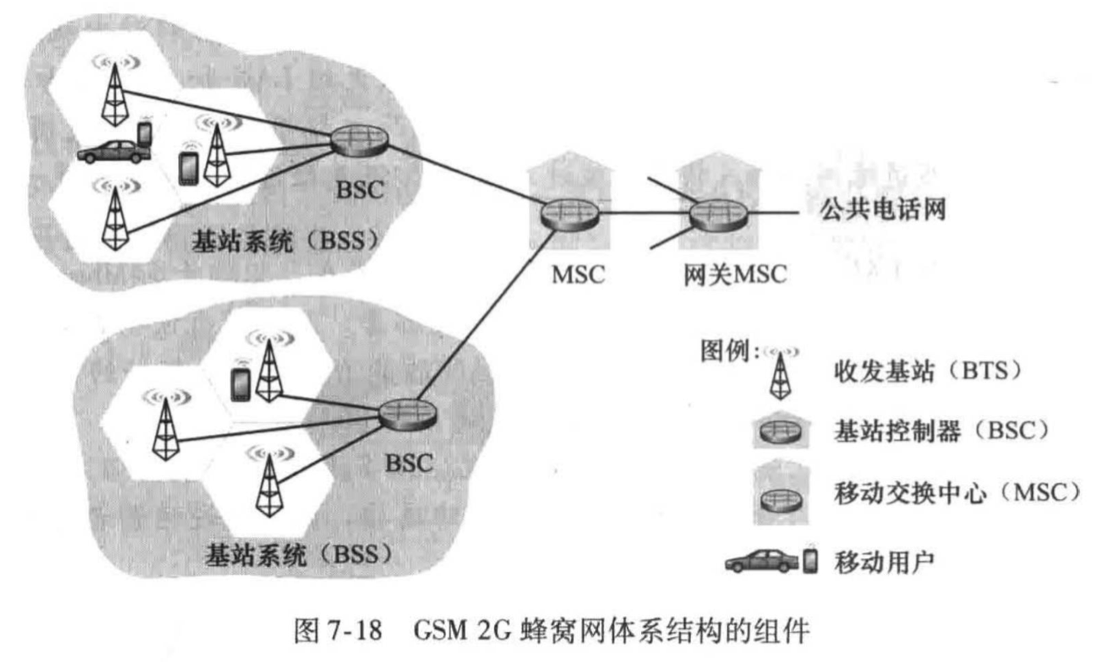 BSC
基站系统（BSS）
MSC
网关MSC
公共电话网
BSC
基站系统（BSS）
图例:
收发基站（BTS）
基站控制器（BSC）
移动交换中心（MSC）
移动用户
图 7-18 GSM 2G 蜂窝网体系结构的组件